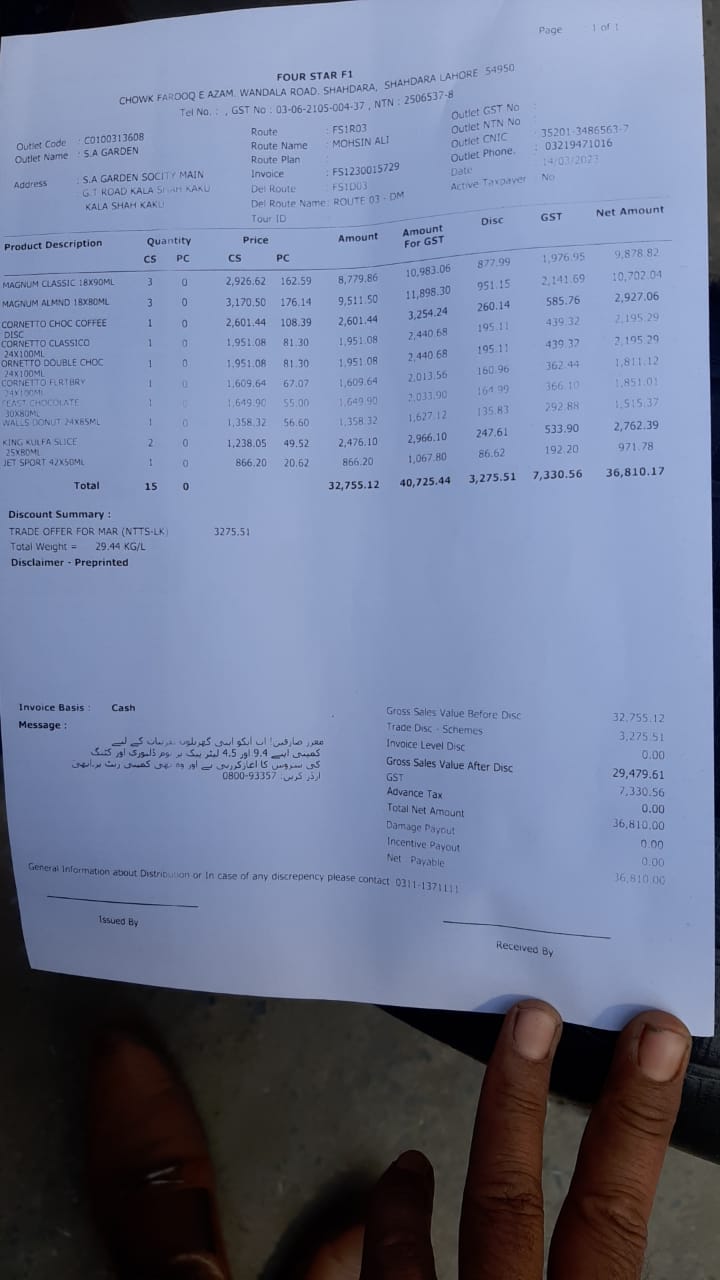 Page 1 of 1
FOUR STAR F1
CHOWK FAROOQ E AZAM, WANDALA ROAD, SHAHDARA, SHAHDARA LAHORE 54950
Tel No. : , GST No : 03-06-2105-004-37 , NTN : 2506537-8
Outlet Code : C0100313608
Outlet Name : S.A GARDEN
Address : S.A GARDEN SOCITY MAIN
G.T ROAD KALA SHAH KAKU
KALA SHAH KAKU
Route : FS1R03
Route Name : MOHSIN ALI
Route Plan :
Invoice : FS1230015729
Del Route : FS1D03
Del Route Name: ROUTE 03 - DM
Tour ID
Outlet GST No :
Outlet NTN No :
Outlet CNIC : 35201-3486563-7
Outlet Phone. : 03219471016
Date : 14/03/2023
Active Taxpayer : No
Product Description Quantity Price Amount Amount For GST Disc GST Net Amount
CS PC CS PC
MAGNUM CLASSIC 18X90ML 3 0 2,926.62 162.59 8,779.86 10,983.06 877.99 1,976.95 9,878.82
MAGNUM ALMND 18X80ML 3 0 3,170.50 176.14 9,511.50 11,898.30 951.15 2,141.69 10,702.04
CORNETTO CHOC COFFEE DISC 1 0 2,601.44 108.39 2,601.44 3,254.24 260.14 585.76 2,927.06
CORNETTO CLASSICO 24X100ML 1 0 1,951.08 81.30 1,951.08 2,440.68 195.11 439.32 2,195.29
ORNETTO DOUBLE CHOC 24X100ML 1 0 1,951.08 81.30 1,951.08 2,440.68 195.11 439.32 2,195.29
CORNETTO FLRTBRY 24X100ML 1 0 1,609.64 67.07 1,609.64 2,013.56 160.96 362.44 1,811.12
FEAST CHOCOLATE 30X80ML 1 0 1,649.90 55.00 1,649.90 2,033.90 164.99 366.10 1,851.01
WALLS DONUT 24X85ML 1 0 1,358.32 56.60 1,358.32 1,627.12 135.83 292.88 1,515.37
KING KULFA SLICE 25X80ML 2 0 1,238.05 49.52 2,476.10 2,966.10 247.61 533.90 2,762.39
JET SPORT 42X50ML 1 0 866.20 20.62 866.20 1,067.80 86.62 192.20 971.78
Total 15 0 32,755.12 40,725.44 3,275.51 7,330.56 36,810.17
Discount Summary :
TRADE OFFER FOR MAR (NTTS-LK) 3275.51
Total Weight = 29.44 KG/L
Disclaimer - Preprinted
Invoice Basis : Cash
Message :
معزز صارفین! اب آپکو اپنی گھریلوں تقریبات کے لیے
کمپنی اپنے 9.4 اور 4.5 لیٹر پیک پر ہوم ڈلیوری اور کٹنگ
کی سروس کا آغازکررہی ہے اور وہ بھی کمپنی ریٹ پر،ابھی
آرڈر کریں: 0800-93357
Gross Sales Value Before Disc 32,755.12
Trade Disc - Schemes 3,275.51
Invoice Level Disc 0.00
Gross Sales Value After Disc 29,479.61
GST 7,330.56
Advance Tax 0.00
Total Net Amount 36,810.00
Damage Payout 0.00
Incentive Payout 0.00
Net Payable 36,810.00
General Information about Distribution or In case of any discrepency please contact 0311-1371111
Issued By
Received By